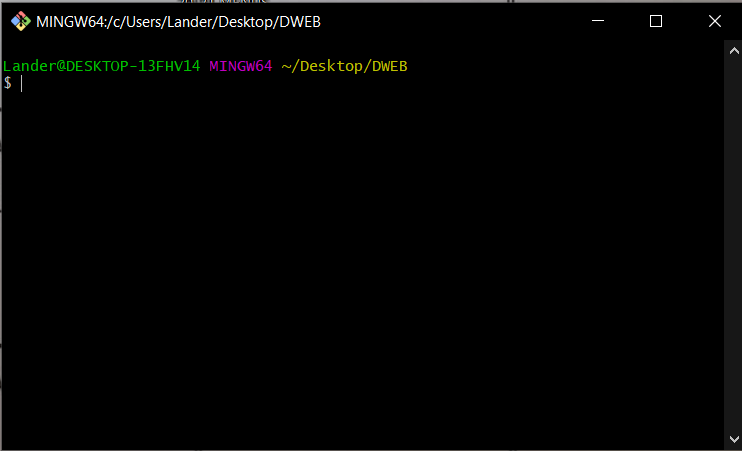 MINGW64:/c/Users/Lander/Desktop/DWEB
Lander@DESKTOP-13FHV14 MINGW64 ~/Desktop/DWEB
$